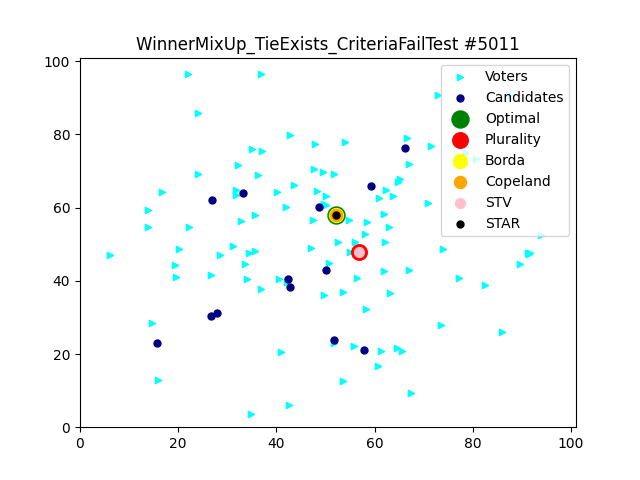 WinnerMixUp_TieExists_CriteriaFailTest #5011
100
80
60
40
20
0
0 20 40 60 80 100
Voters
Candidates
Optimal
Plurality
Borda
Copeland
STV
STAR